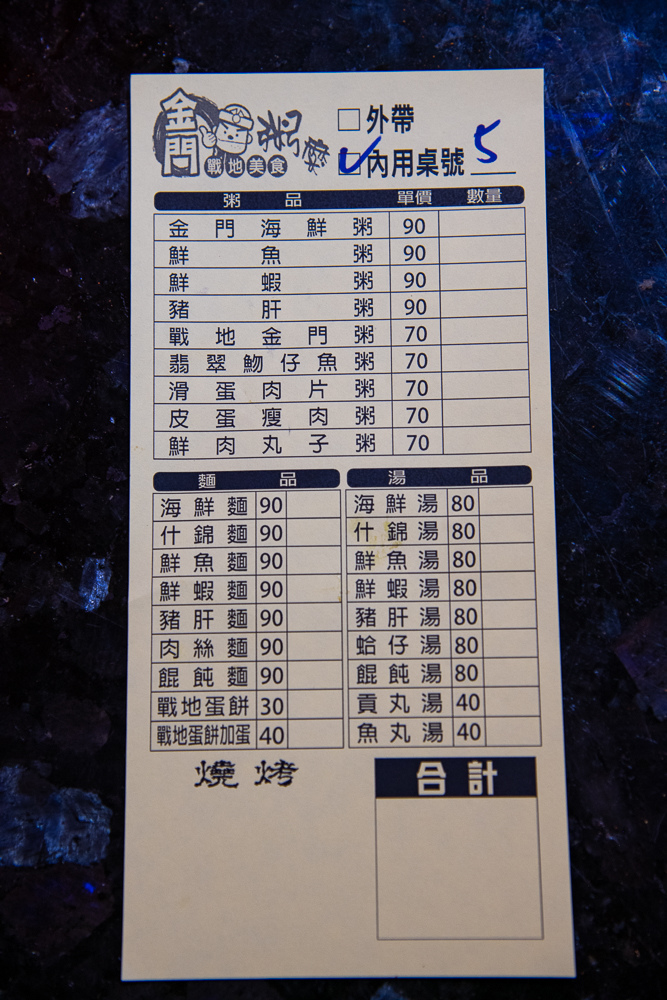 金門
粥糜
戰地美食
□外帶
✓□內用桌號 5
粥品 單價 數量
金門海鮮粥 90
鮮魚粥 90
鮮蝦粥 90
豬肝粥 90
戰地金門粥 70
翡翠魩仔魚粥 70
滑蛋肉片粥 70
皮蛋瘦肉粥 70
鮮肉丸子粥 70
麵品
海鮮麵 90
什錦麵 90
鮮魚麵 90
鮮蝦麵 90
豬肝麵 90
肉絲麵 90
餛飩麵 90
戰地蛋餅 30
戰地蛋餅加蛋 40
湯品
海鮮湯 80
什錦湯 80
鮮魚湯 80
鮮蝦湯 80
豬肝湯 80
蛤仔湯 80
餛飩湯 80
貢丸湯 40
魚丸湯 40
燒烤
合計